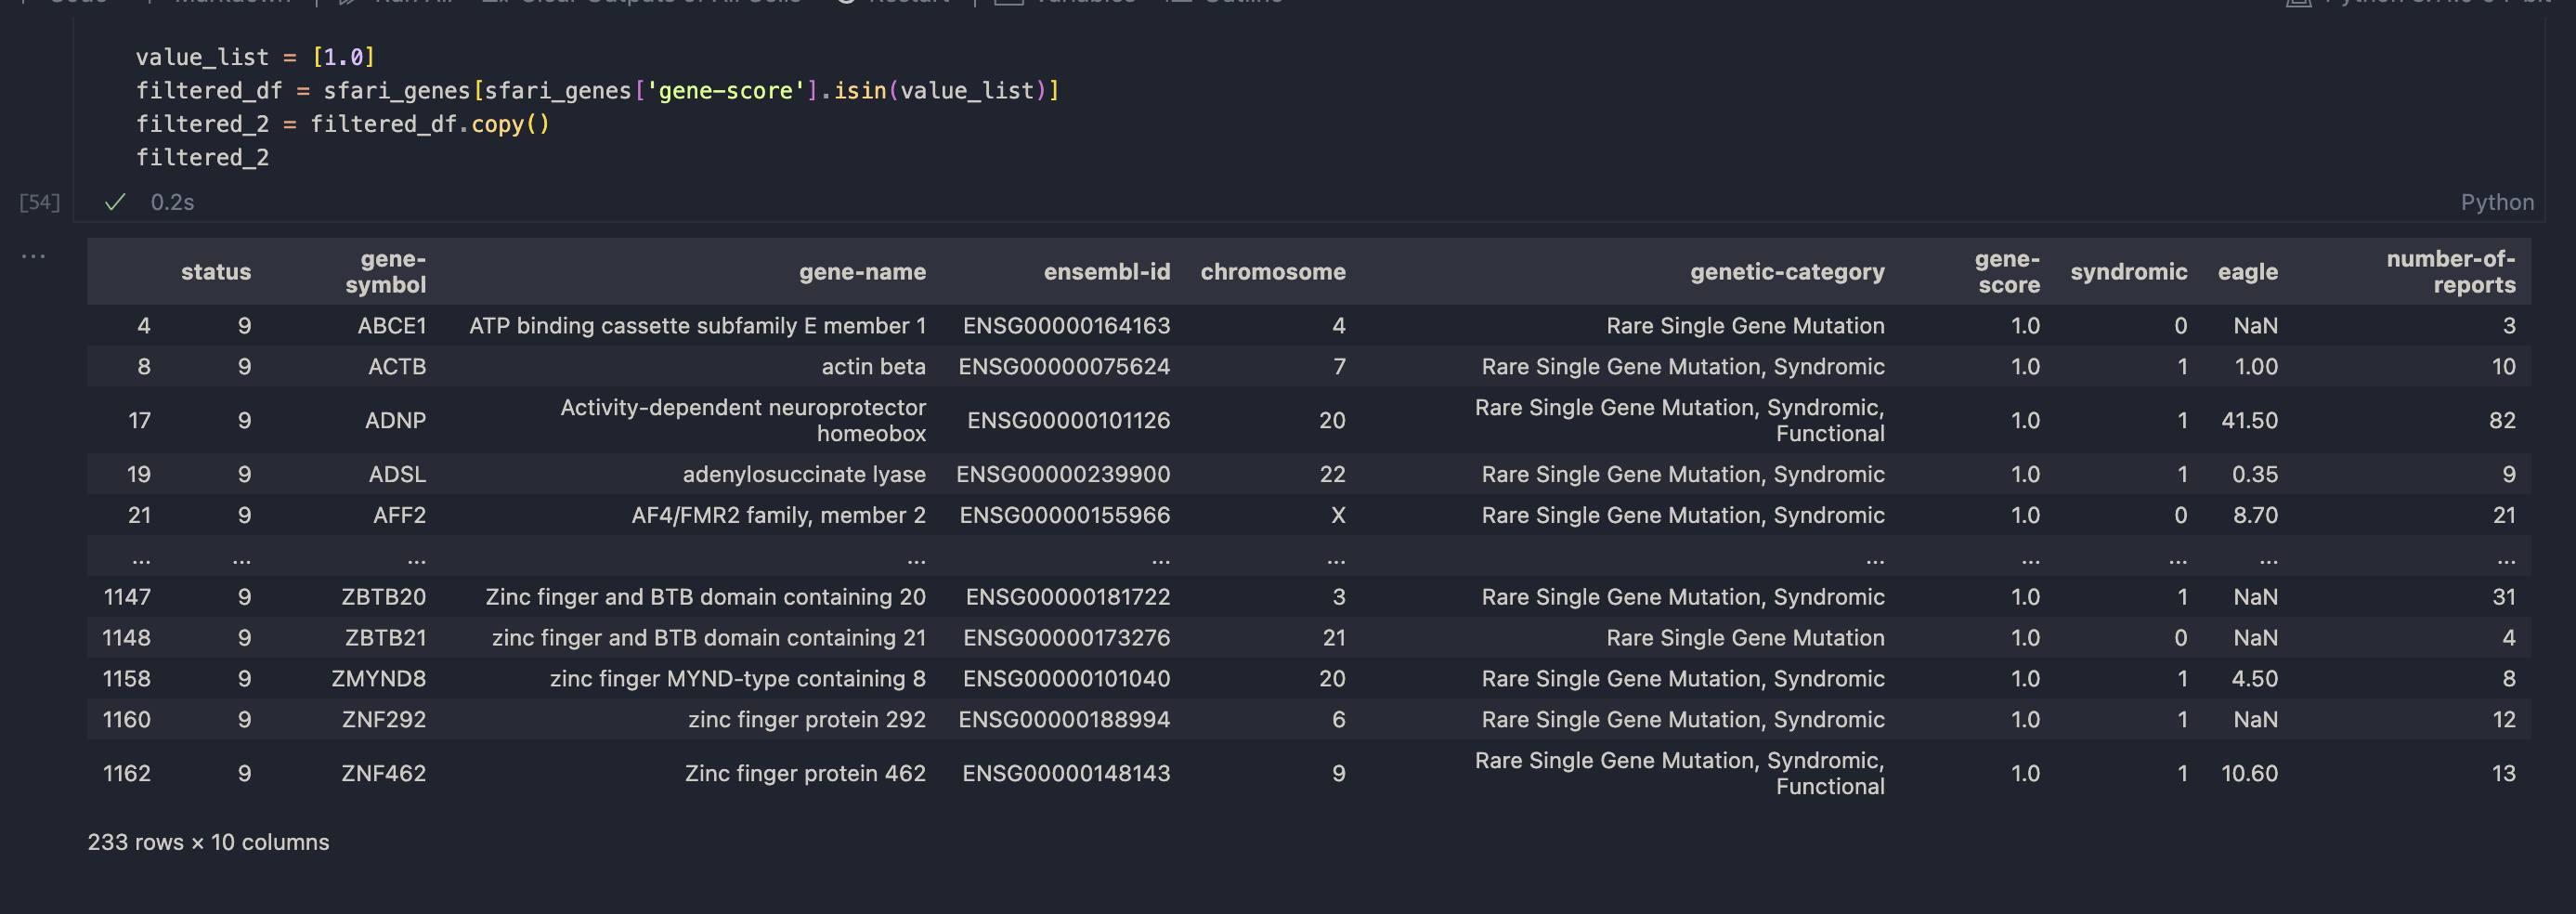 value_list = [1.0]
filtered_df = sfari_genes[sfari_genes['gene-score'].isin(value_list)]
filtered_2 = filtered_df.copy()
filtered_2
[54] ✓ 0.2s Python
...
status gene-symbol gene-name ensembl-id chromosome genetic-category gene-score syndromic eagle number-of-reports
4 9 ABCE1 ATP binding cassette subfamily E member 1 ENSG00000164163 4 Rare Single Gene Mutation 1.0 0 NaN 3
8 9 ACTB actin beta ENSG00000075624 7 Rare Single Gene Mutation, Syndromic 1.0 1 1.00 10
17 9 ADNP Activity-dependent neuroprotector homeobox ENSG00000101126 20 Rare Single Gene Mutation, Syndromic, Functional 1.0 1 41.50 82
19 9 ADSL adenylosuccinate lyase ENSG00000239900 22 Rare Single Gene Mutation, Syndromic 1.0 1 0.35 9
21 9 AFF2 AF4/FMR2 family, member 2 ENSG00000155966 X Rare Single Gene Mutation, Syndromic 1.0 0 8.70 21
... ... ... ... ... ... ... ... ... ... ...
1147 9 ZBTB20 Zinc finger and BTB domain containing 20 ENSG00000181722 3 Rare Single Gene Mutation, Syndromic 1.0 1 NaN 31
1148 9 ZBTB21 zinc finger and BTB domain containing 21 ENSG00000173276 21 Rare Single Gene Mutation 1.0 0 NaN 4
1158 9 ZMYND8 zinc finger MYND-type containing 8 ENSG00000101040 20 Rare Single Gene Mutation, Syndromic 1.0 1 4.50 8
1160 9 ZNF292 zinc finger protein 292 ENSG00000188994 6 Rare Single Gene Mutation, Syndromic 1.0 1 NaN 12
1162 9 ZNF462 Zinc finger protein 462 ENSG00000148143 9 Rare Single Gene Mutation, Syndromic, Functional 1.0 1 10.60 13
233 rows × 10 columns